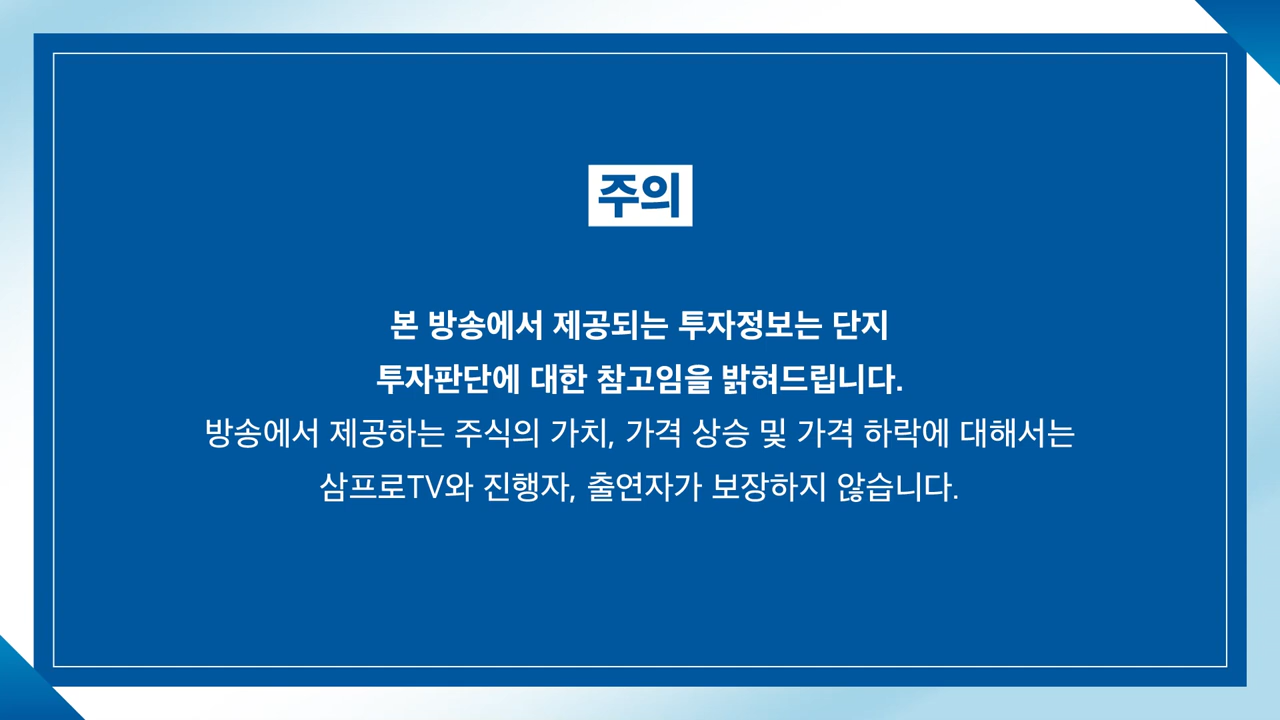 주의
본 방송에서 제공되는 투자정보는 단지
투자판단에 대한 참고임을 밝혀드립니다.
방송에서 제공하는 주식의 가치, 가격 상승 및 가격 하락에 대해서는
삼프로TV와 진행자, 출연자가 보장하지 않습니다.